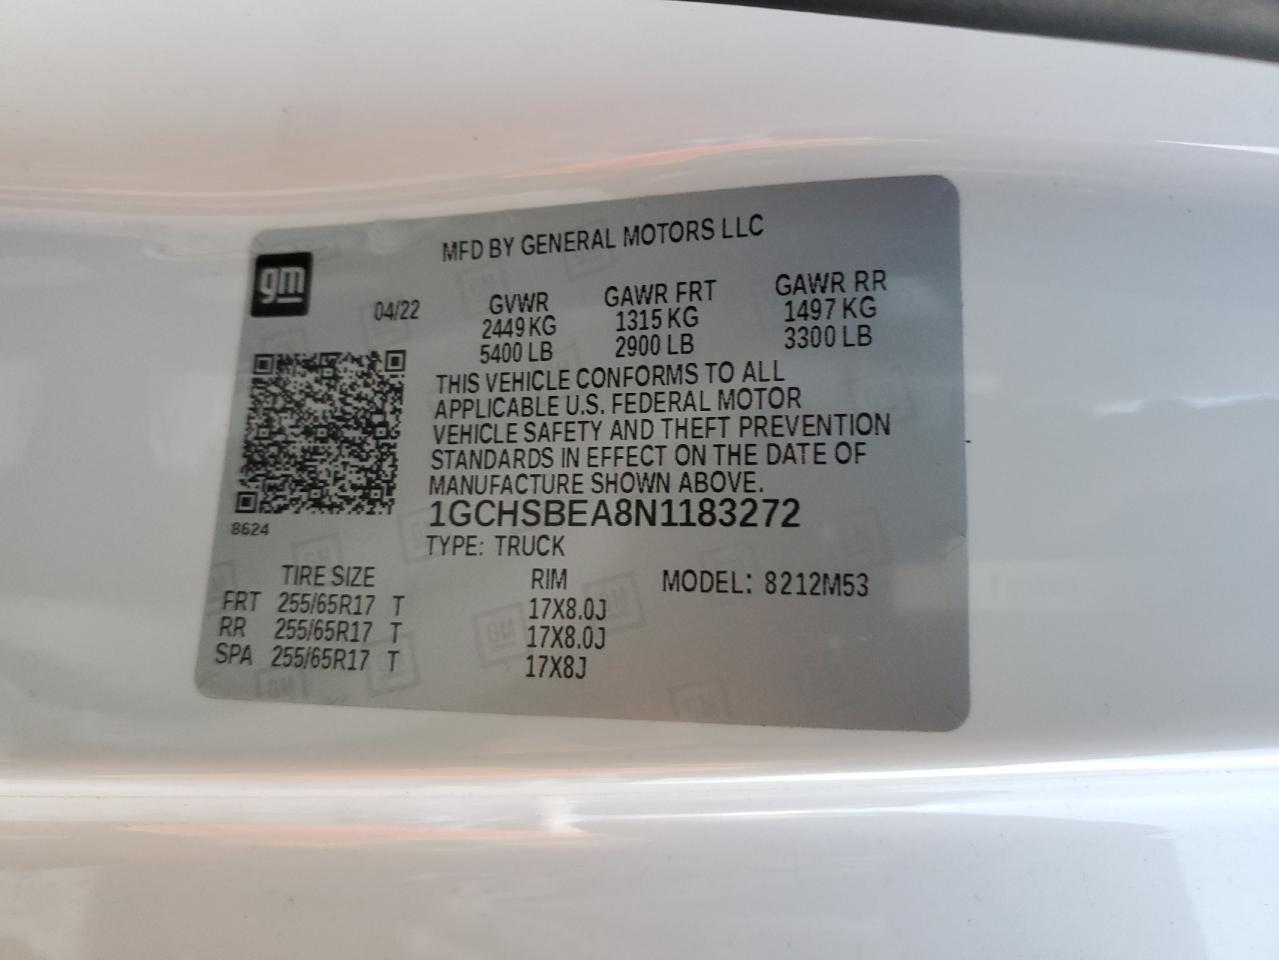 MFD BY GENERAL MOTORS LLC
gm
04/22
GVWR GAWR FRT GAWR RR
2449 KG 1315 KG 1497 KG
5400 LB 2900 LB 3300 LB
THIS VEHICLE CONFORMS TO ALL
APPLICABLE U.S. FEDERAL MOTOR
VEHICLE SAFETY AND THEFT PREVENTION
STANDARDS IN EFFECT ON THE DATE OF
MANUFACTURE SHOWN ABOVE.
1GCHSBEA8N1183272
8624
TYPE: TRUCK
TIRE SIZE RIM MODEL: 8212M53
FRT 255/65R17 T 17X8.0J
RR 255/65R17 T 17X8.0J
SPA 255/65R17 T 17X8J